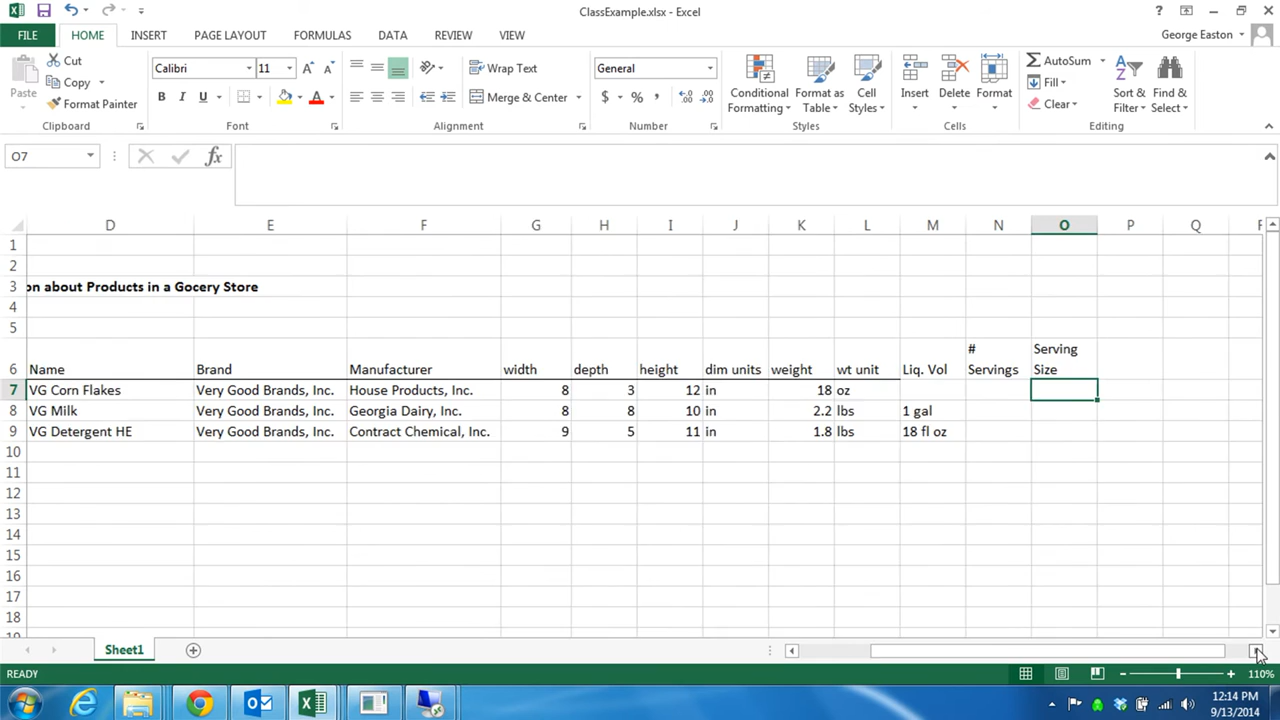 ClassExample.xlsx - Excel
?
FILE HOME INSERT PAGE LAYOUT FORMULAS DATA REVIEW VIEW George Easton
Paste
Cut
Copy
Format Painter
Clipboard
Calibri 11
B I U
Font
Wrap Text
Merge & Center
Alignment
General
$ % ,
Number
Conditional Formatting
Format as Table
Cell Styles
Styles
Insert Delete Format
Cells
AutoSum
Fill
Clear
Sort & Filter
Find & Select
Editing
O7 fx
D E F G H I J K L M N O P Q
1
2
3 on about Products in a Gocery Store
4
5
# Serving
6 Name Brand Manufacturer width depth height dim units weight wt unit Liq. Vol Servings Size
7 VG Corn Flakes Very Good Brands, Inc. House Products, Inc. 8 3 12 in 18 oz
8 VG Milk Very Good Brands, Inc. Georgia Dairy, Inc. 8 8 10 in 2.2 lbs 1 gal
9 VG Detergent HE Very Good Brands, Inc. Contract Chemical, Inc. 9 5 11 in 1.8 lbs 18 fl oz
10
11
12
13
14
15
16
17
18
Sheet1
READY 110%
12:14 PM
9/13/2014